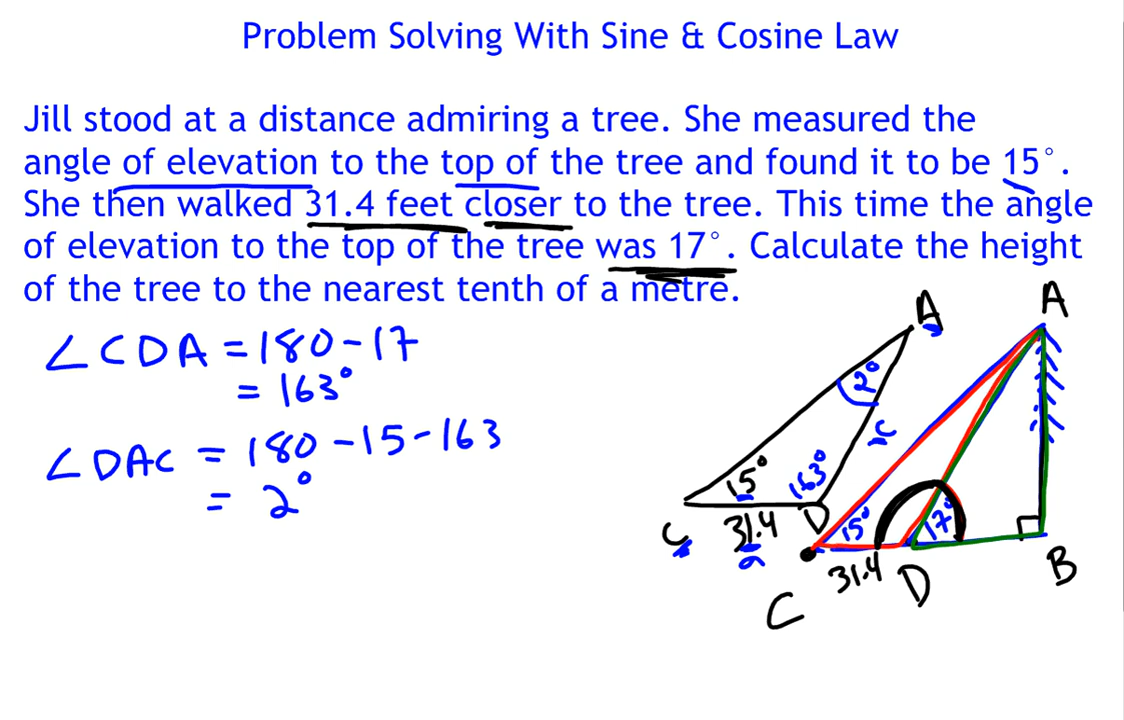 Problem Solving With Sine & Cosine Law
Jill stood at a distance admiring a tree. She measured the
angle of elevation to the top of the tree and found it to be 15°.
She then walked 31.4 feet closer to the tree. This time the angle
of elevation to the top of the tree was 17°. Calculate the height
of the tree to the nearest tenth of a metre.
∠CDA = 180 - 17
= 163°
∠DAC = 180 - 15 - 163
= 2°
A
2°
x
15°
163°
C
31.4
D
a
A
15°
17°
31.4
D
B
C